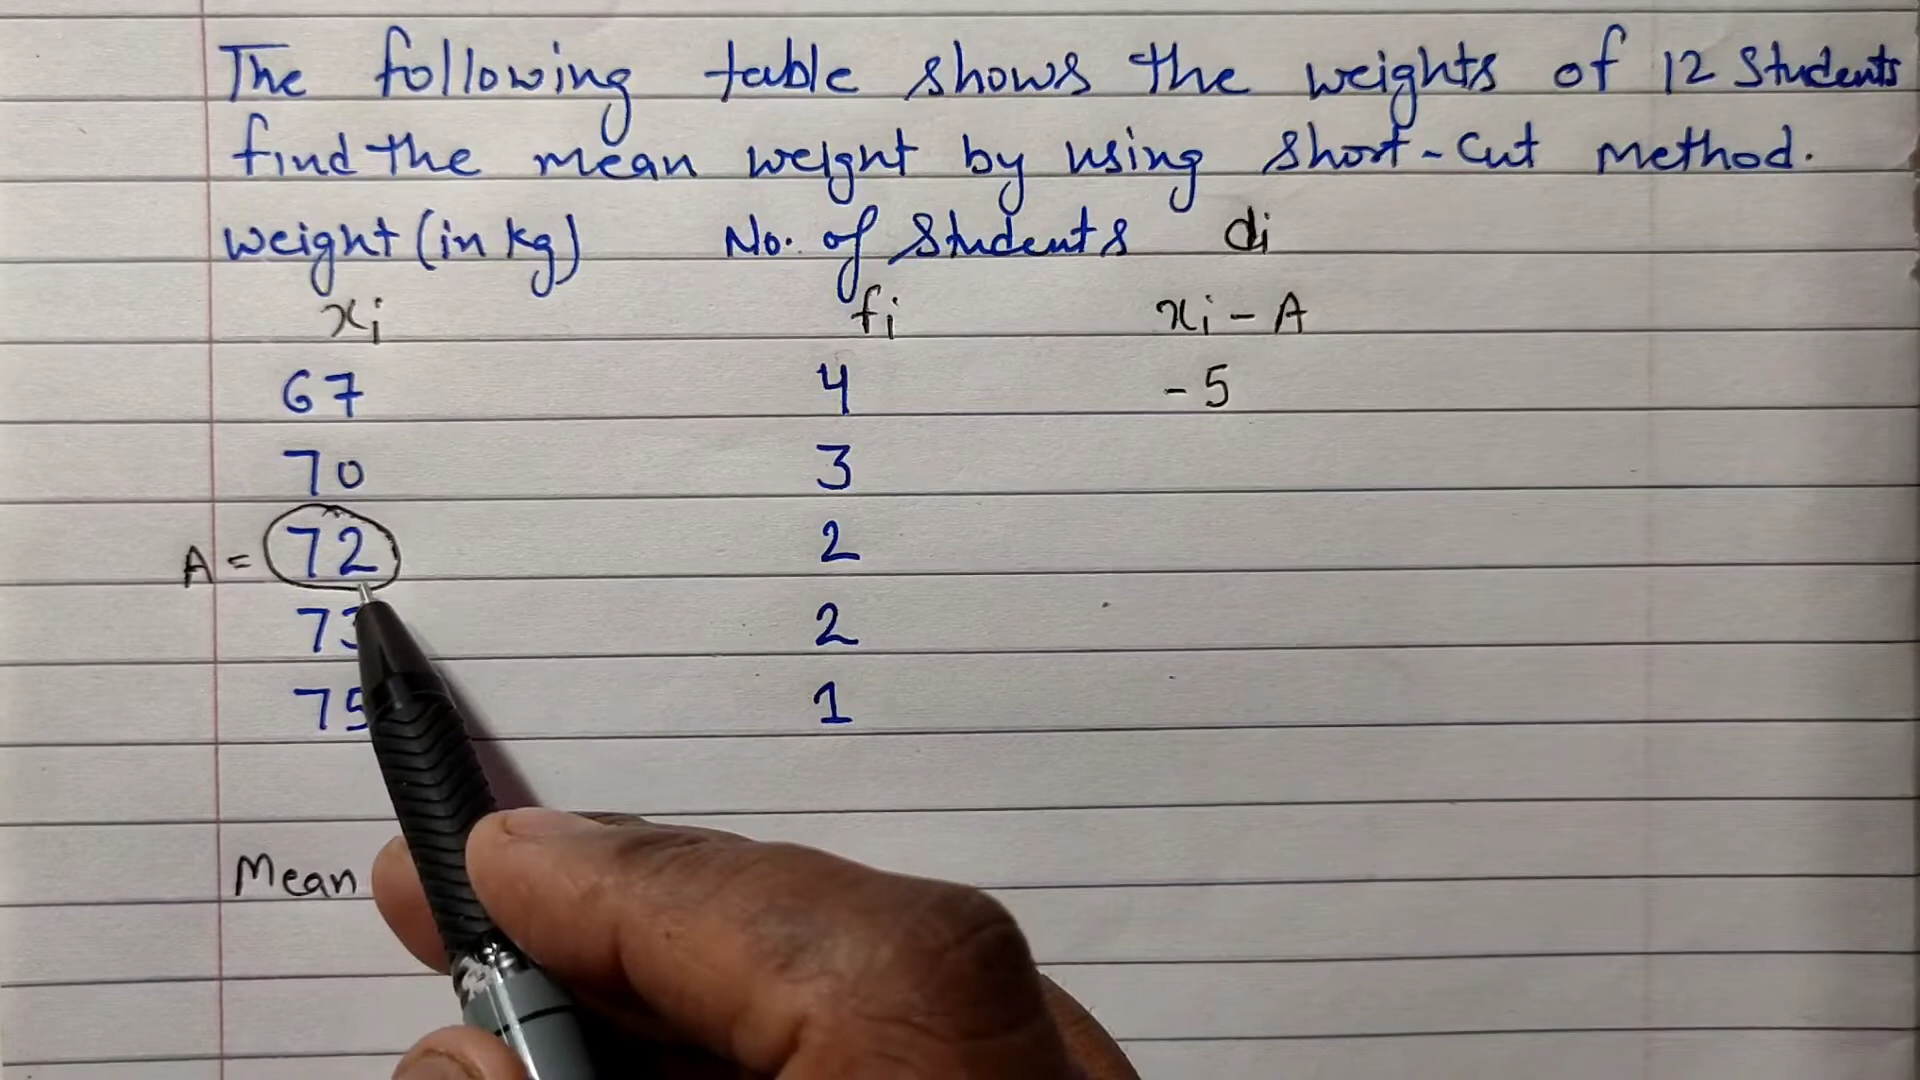 The following table shows the weights of 12 Students
find the mean weight by using short-cut method.
weight (in kg) No. of Students di
xi fi xi - A
67 4 -5
70 3
A = 72 2
73 2
75 1
Mean